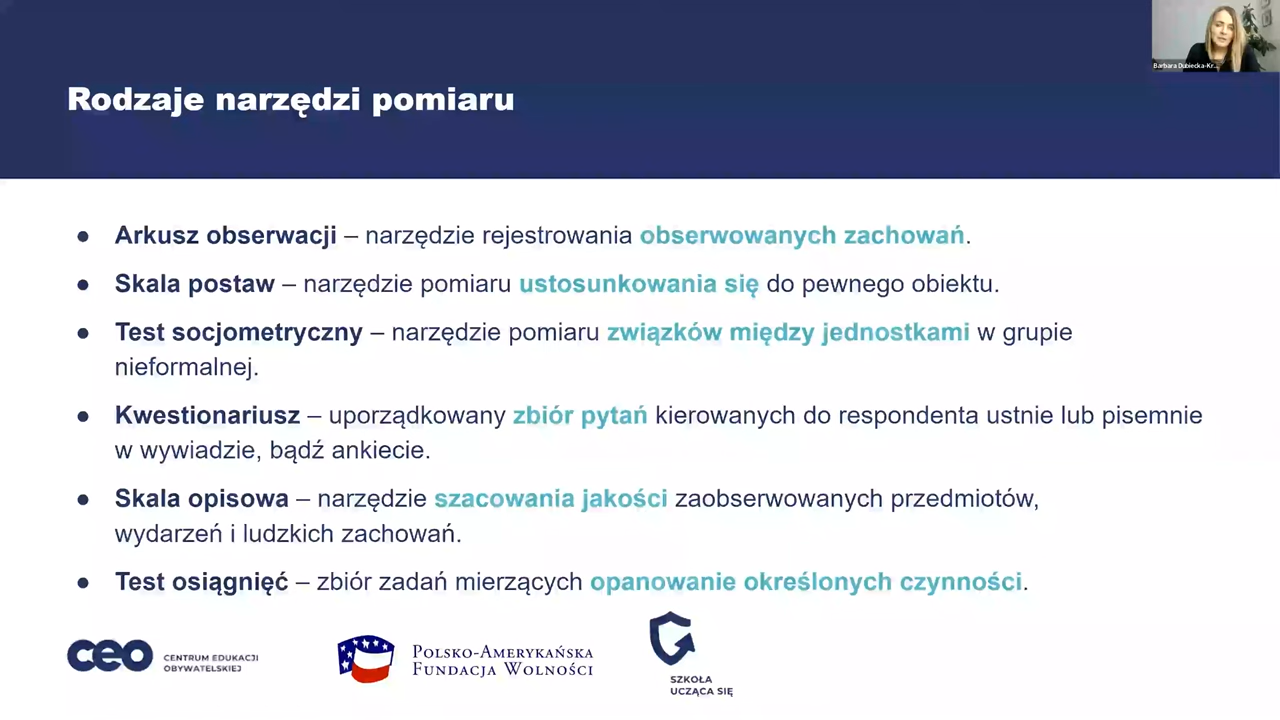 Barbara Dubiecka-Kr...
Rodzaje narzędzi pomiaru
● Arkusz obserwacji – narzędzie rejestrowania obserwowanych zachowań.
● Skala postaw – narzędzie pomiaru ustosunkowania się do pewnego obiektu.
● Test socjometryczny – narzędzie pomiaru związków między jednostkami w grupie
nieformalnej.
● Kwestionariusz – uporządkowany zbiór pytań kierowanych do respondenta ustnie lub pisemnie
w wywiadzie, bądź ankiecie.
● Skala opisowa – narzędzie szacowania jakości zaobserwowanych przedmiotów,
wydarzeń i ludzkich zachowań.
● Test osiągnięć – zbiór zadań mierzących opanowanie określonych czynności.
ceo CENTRUM EDUKACJI
OBYWATELSKIEJ
POLSKO-AMERYKAŃSKA
FUNDACJA WOLNOŚCI
SZKOŁA
UCZĄCA SIĘ